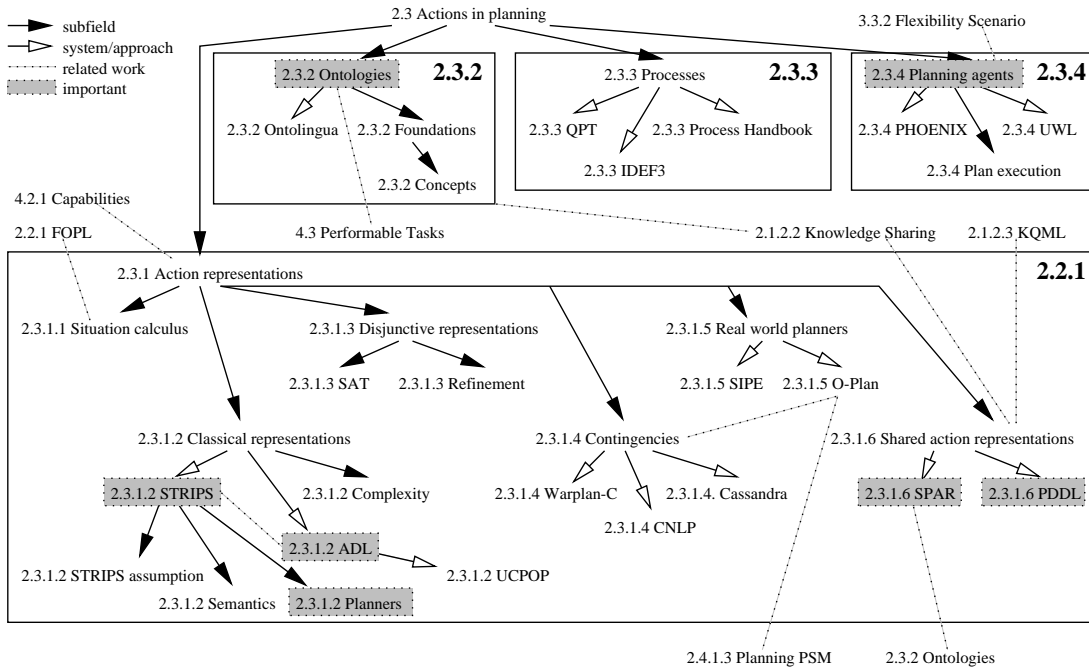 2.3 Actions in planning
3.3.2 Flexibility Scenario
subfield
system/approach
related work
important
2.3.2 Ontologies
2.3.2
2.3.3 Processes
2.3.3
2.3.4 Planning agents
2.3.4
2.3.2 Ontolingua
2.3.2 Foundations
2.3.3 QPT
2.3.3 Process Handbook
2.3.4 PHOENIX
2.3.4 UWL
2.3.3 IDEF3
2.3.4 Plan execution
2.3.2 Concepts
4.2.1 Capabilities
2.2.1 FOPL
4.3 Performable Tasks
2.1.2.2 Knowledge Sharing
2.1.2.3 KQML
2.3.1 Action representations
2.2.1
2.3.1.1 Situation calculus
2.3.1.3 Disjunctive representations
2.3.1.5 Real world planners
2.3.1.3 SAT
2.3.1.3 Refinement
2.3.1.5 SIPE
2.3.1.5 O-Plan
2.3.1.2 Classical representations
2.3.1.4 Contingencies
2.3.1.6 Shared action representations
2.3.1.2 STRIPS
2.3.1.2 Complexity
2.3.1.4 Warplan-C
2.3.1.4. Cassandra
2.3.1.6 SPAR
2.3.1.6 PDDL
2.3.1.4 CNLP
2.3.1.2 ADL
2.3.1.2 STRIPS assumption
2.3.1.2 UCPOP
2.3.1.2 Semantics
2.3.1.2 Planners
2.4.1.3 Planning PSM
2.3.2 Ontologies